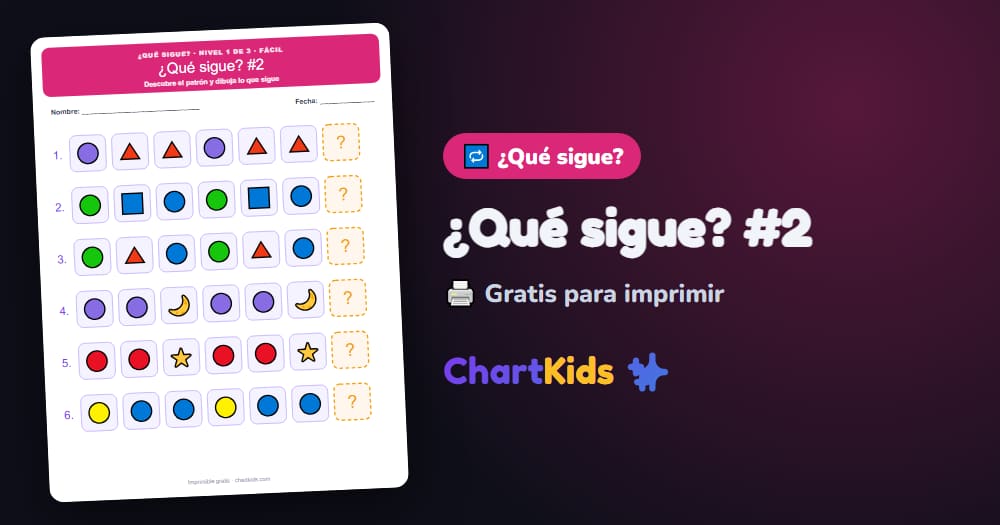 ¿QUÉ SIGUE? · NIVEL 1 DE 3 · FÁCIL
¿Qué sigue? #2
Descubre el patrón y dibuja lo que sigue
Nombre: ____________ Fecha: ____________
1. ?
2. ?
3. ?
4. ?
5. ?
6. ?
Imprimible gratis · chartkids.com
¿Qué sigue?
¿Qué sigue? #2
Gratis para imprimir
ChartKids